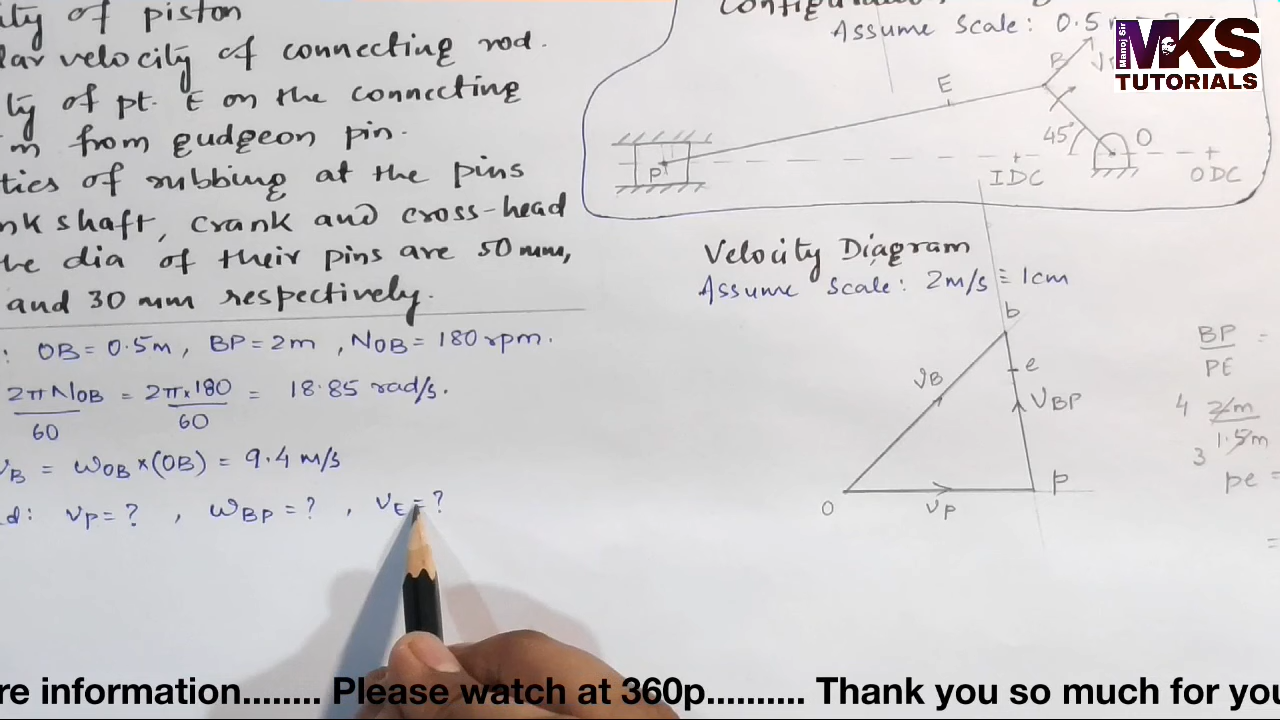 ity of piston
lar velocity of connecting rod.
ty of pt. E on the connecting
m from gudgeon pin.
ties of rubbing at the pins
nk shaft, crank and cross-head
he dia of their pins are 50 mm,
and 30 mm respectively.
: OB = 0.5m, BP = 2m, NOB = 180 rpm.
2πNOB/60 = 2π×180/60 = 18.85 rad/s.
VB = ωOB×(OB) = 9.4 m/s
d: VP = ?, ωBP = ?, VE = ?
Assume Scale: 0.5
Manoj Sir
MKS
TUTORIALS
B
E
45°
O
P
IDC
ODC
Velocity Diagram
Assume Scale: 2m/s ≡ 1cm
b
e
VB
VBP
o
VP
p
BP/PE =
4 2/m
3 1.5/m
pe =
=
re information........ Please watch at 360p.......... Thank you so much for you